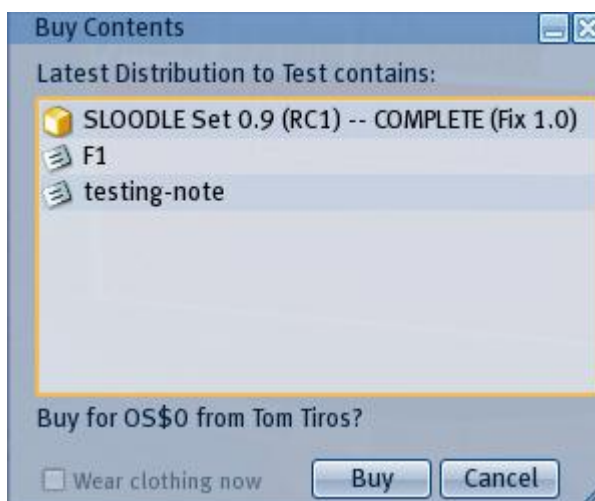 Buy Contents
Latest Distribution to Test contains:
SLOODLE Set 0.9 (RC1) -- COMPLETE (Fix 1.0)
F1
testing-note
Buy for OS$0 from Tom Tiros?
Wear clothing now Buy Cancel